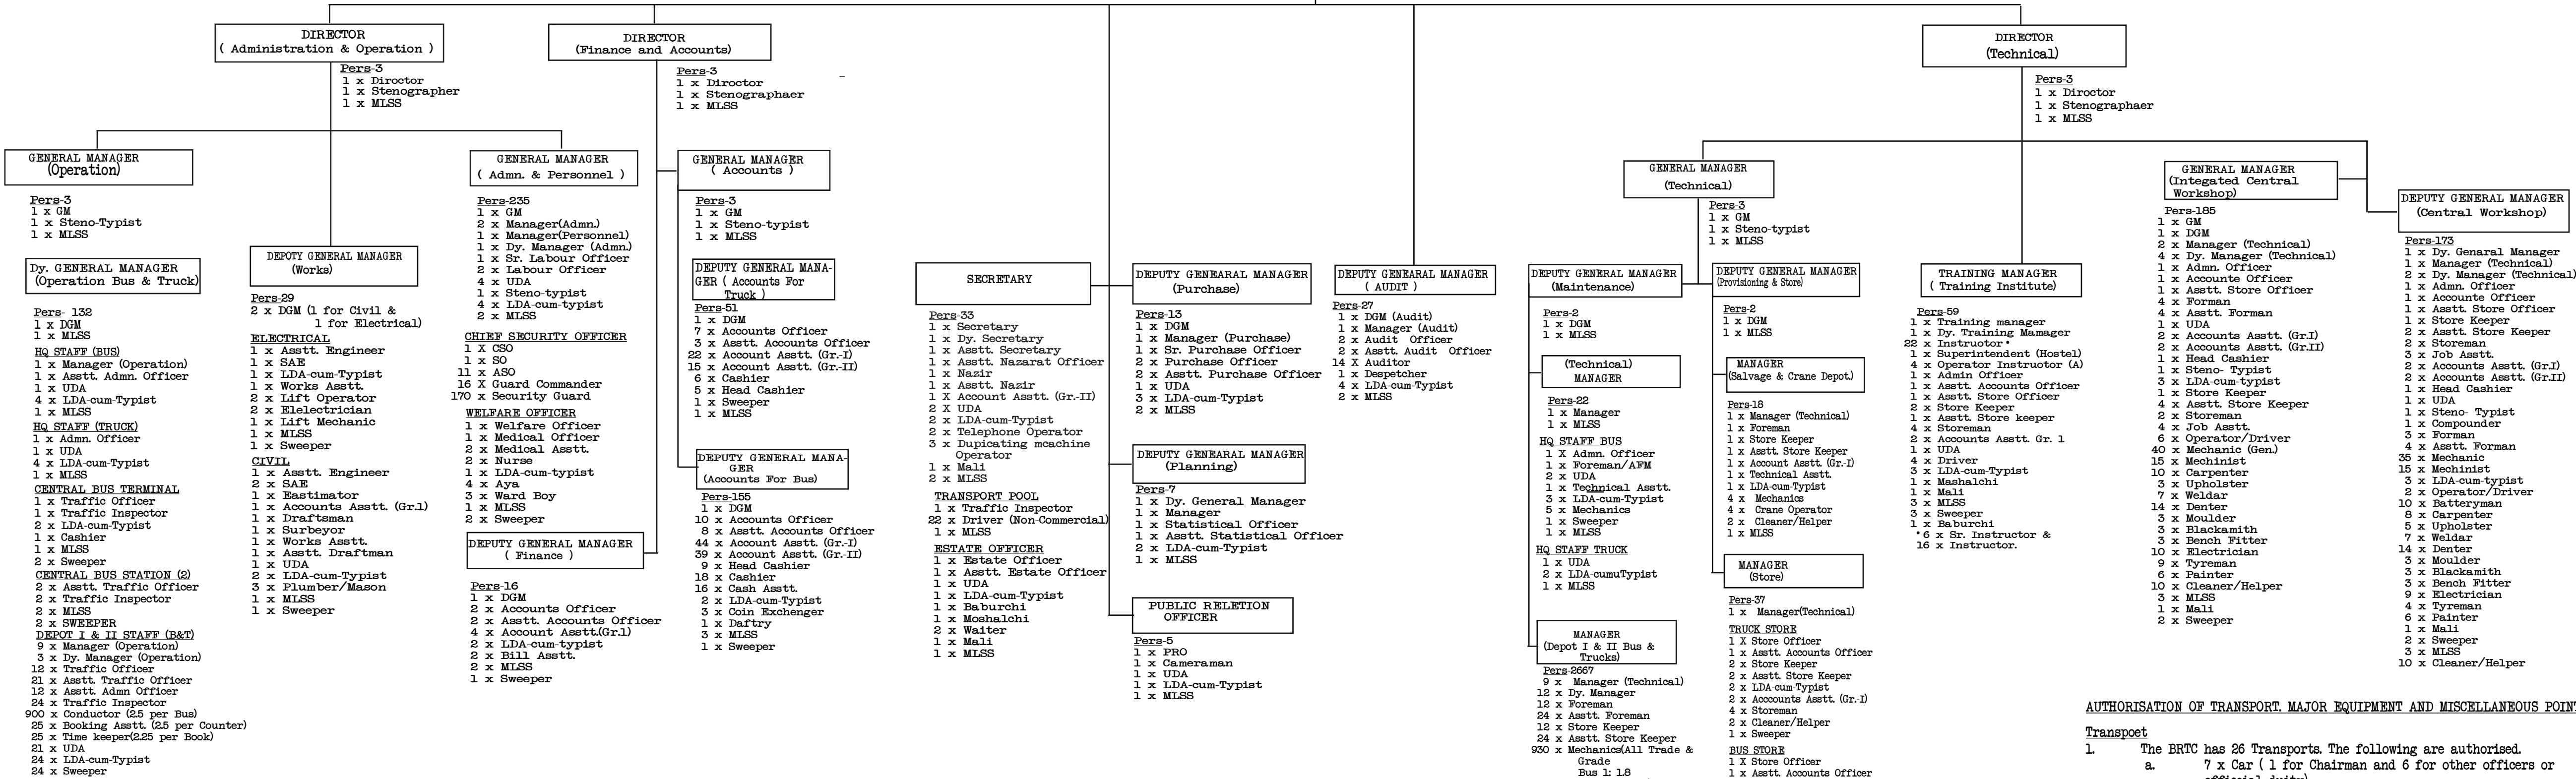 DIRECTOR
( Administration & Operation )
Pers-3
1 x Diroctor
1 x Stenographer
1 x MLSS
DIRECTOR
(Finance and Accounts)
Pers-3
1 x Diroctor
1 x Stenographaer
1 x MLSS
DIRECTOR
(Technical)
Pers-3
1 x Diroctor
1 x Stenographaer
1 x MLSS
GENERAL MANAGER
(Operation)
Pers-3
1 x GM
1 x Steno-Typist
1 x MLSS
Dy. GENERAL MANAGER
(Operation Bus & Truck)
Pers- 132
1 x DGM
1 x MLSS
HQ STAFF (BUS)
1 x Manager (Operation)
1 x Asstt. Admn. Officer
1 x UDA
4 x LDA-cum-Typist
1 x MLSS
HQ STAFF (TRUCK)
1 x Admn. Officer
1 x UDA
4 x LDA-cum-Typist
1 x MLSS
CENTRAL BUS TERMINAL
1 x Traffic Officer
1 x Traffic Inspector
2 x LDA-cum-Typist
1 x Cashier
1 x MLSS
2 x Sweeper
CENTRAL BUS STATION (2)
2 x Asstt. Traffic Officer
2 x Traffic Inspector
2 x MLSS
2 x SWEEPER
DEPOT I & II STAFF (B&T)
9 x Manager (Operation)
3 x Dy. Manager (Operation)
12 x Traffic Officer
21 x Asstt. Traffic Officer
12 x Asstt. Admn Officer
24 x Traffic Inspector
900 x Conductor (2.5 per Bus)
25 x Booking Asstt. (2.5 per Counter)
25 x Time keeper(2.25 per Book)
21 x UDA
24 x LDA-cum-Typist
24 x Sweeper
DEPOTY GENERAL MANAGER
(Works)
Pers-29
2 x DGM (1 for Civil &
1 for Electrical)
ELECTRICAL
1 x Asstt. Engineer
1 x SAE
1 x LDA-cum-Typist
1 x Works Asstt.
2 x Lift Operator
2 x Elelectrician
1 x Lift Mechanic
1 x MLSS
1 x Sweeper
CIVIL
1 x Asstt. Engineer
2 x SAE
1 x Eastimator
1 x Accounts Asstt. (Gr.1)
1 x Draftsman
1 x Surbeyor
1 x Works Asstt.
1 x Asstt. Draftman
1 x UDA
2 x LDA-cum-Typist
3 x Plumber/Mason
1 x MLSS
1 x Sweeper
GENERAL MANAGER
( Admn. & Personnel )
Pers-235
1 x GM
2 x Manager(Admn.)
1 x Manager(Personnel)
1 x Dy. Manager (Admn.)
1 x Sr. Labour Officer
2 x Labour Officer
4 x UDA
1 x Steno-typist
4 x LDA-cum-typist
2 x MLSS
CHIEF SECURITY OFFICER
1 X CSO
1 x SO
11 x ASO
16 X Guard Commander
170 x Security Guard
WELFARE OFFICER
1 x Welfare Officer
1 x Medical Officer
2 x Medical Asstt.
2 x Nurse
1 x LDA-cum-typist
4 x Aya
3 x Ward Boy
1 x MLSS
2 x Sweeper
DEPUTY GENERAL MANAGER
( Finance )
Pers-16
1 x DGM
2 x Accounts Officer
2 x Asstt. Accounts Officer
4 x Account Asstt.(Gr.1)
2 x LDA-cum-typist
2 x Bill Asstt.
2 x MLSS
1 x Sweeper
GENERAL MANAGER
( Accounts )
Pers-3
1 x GM
1 x Steno-typist
1 x MLSS
DEPUTY GENERAL MANA-
GER ( Accounts For
Truck )
Pers-51
1 x DGM
7 x Accounts Officer
3 x Asstt. Accounts Officer
22 x Account Asstt. (Gr.-I)
15 x Account Asstt. (Gr.-II)
6 x Cashier
5 x Head Cashier
1 x Sweeper
1 x MLSS
DEPUTY GENERAL MANA-
GER
(Accounts For Bus)
Pers-155
1 x DGM
10 x Accounts Officer
8 x Asstt. Accounts Officer
44 x Account Asstt. (Gr.-I)
39 x Account Asstt. (Gr.-II)
9 x Head Cashier
18 x Cashier
16 x Cash Asstt.
2 x LDA-cum-Typist
3 x Coin Exchenger
1 x Daftry
3 x MLSS
1 x Sweeper
SECRETARY
Pers-33
1 x Secretary
1 x Dy. Secretary
1 x Asstt. Secretary
1 x Asstt. Nazarat Officer
1 x Nazir
1 x Asstt. Nazir
1 X Account Asstt. (Gr.-II)
2 X UDA
2 x LDA-cum-Typist
2 x Telephone Operator
3 x Dupicating mcachine
Operator
1 x Mali
2 x MLSS
TRANSPORT POOL
1 x Traffic Inspector
22 x Driver (Non-Commercial)
1 x MLSS
ESTATE OFFICER
1 x Estate Officer
1 x Asstt. Estate Officer
1 x UDA
1 x LDA-cum-Typist
1 x Baburchi
1 x Moshalchi
2 x Waiter
1 x Mali
1 x MLSS
DEPUTY GENEARAL MANAGER
(Purchase)
Pers-13
1 x DGM
1 x Manager (Purchase)
1 x Sr. Purchase Officer
2 x Purchase Officer
2 x Asstt. Purchase Officer
1 x UDA
3 x LDA-cum-Typist
2 x MLSS
DEPUTY GENEARAL MANAGER
(Planning)
Pers-7
1 x Dy. General Manager
1 x Manager
1 x Statistical Officer
1 x Asstt. Statistical Officer
2 x LDA-cum-Typist
1 x MLSS
PUBLIC RELETION
OFFICER
Pers-5
1 x PRO
1 x Cameraman
1 x UDA
1 x LDA-cum-Typist
1 x MLSS
DEPUTY GENEARAL MANAGER
( AUDIT )
Pers-27
1 x DGM (Audit)
1 x Manager (Audit)
2 x Audit Officer
2 x Asstt. Audit Officer
14 X Auditor
1 x Despetcher
4 x LDA-cum-Typist
2 x MLSS
GENERAL MANAGER
(Technical)
Pers-3
1 x GM
1 x Steno-typist
1 x MLSS
DEPUTY GENERAL MANAGER
(Maintenance)
Pers-2
1 x DGM
1 x MLSS
(Technical)
MANAGER
Pers-22
1 x Manager
1 x MLSS
HQ STAFF BUS
1 X Admn. Officer
1 x Foreman/AFM
2 x UDA
1 x Technical Asstt.
3 x LDA-cum-Typist
5 x Mechanics
1 x Sweeper
1 x MLSS
HQ STAFF TRUCK
1 x UDA
2 x LDA-cumuTypist
1 x MLSS
MANAGER
(Depot I & II Bus &
Trucks)
Pers-2667
9 x Manager (Technical)
12 x Dy. Manager
12 x Foreman
24 x Asstt. Foreman
12 x Store Keeper
24 x Asstt. Store Keeper
930 x Mechanics(All Trade &
Grade
Bus 1: 1.8
DEPUTY GENERALL MANAGER
(Provisioning & Store)
Pers-2
1 x DGM
1 x MLSS
MANAGER
(Salvage & Crane Depot.)
Pers-18
1 x Manager (Technical)
1 x Foreman
1 x Store Keeper
1 x Asstt. Store Keeper
1 x Account Asstt. (Gr.-I)
1 x Technical Asstt.
1 x LDA-cum-Typist
4 x Mechanics
4 x Crane Operator
2 x Cleaner/Helper
1 x MLSS
MANAGER
(Store)
Pers-37
1 x Manager(Technical)
TRUCK STORE
1 X Store Officer
1 x Asstt. Accounts Officer
2 x Store Keeper
2 x Asstt. Store Keeper
2 x LDA-cum-Typist
2 x Acccounts Asstt. (Gr.-I)
4 x Storeman
2 x Cleaner/Helper
1 x Sweeper
BUS STORE
1 X Store Officer
1 x Asstt. Accounts Officer
TRAINING MANAGER
( Training Institute)
Pers-59
1 x Training manager
1 x Dy. Training Mamager
22 x Instructor*
1 x Superintendent (Hostel)
4 x Operator Instructor (A)
1 x Admin Officer
1 x Asstt. Accounts Officer
1 x Asstt. Store Officer
2 x Store Keeper
1 x Asstt. Store keeper
4 x Storeman
2 x Accounts Asstt. Gr. 1
1 x UDA
4 x Driver
3 x LDA-cum-Typist
1 x Mashalchi
1 x Mali
3 x MLSS
3 x Sweeper
1 x Baburchi
*6 x Sr. Instructor &
16 x Instructor.
GENERAL MANAGER
(Integated Central
Workshop)
Pers-185
1 x GM
1 x DGM
2 x Manager (Technical)
4 x Dy. Manager (Technical)
1 x Admn. Officer
1 x Accounte Officer
1 x Asstt. Store Officer
4 x Forman
4 x Asstt. Forman
1 x UDA
2 x Accounts Asstt. (Gr.I)
2 x Accounts Asstt. (Gr.II)
1 x Head Cashier
1 x Steno- Typist
3 x LDA-cum-typist
1 x Store Keeper
4 x Asstt. Store Keeper
2 x Storeman
4 x Job Asstt.
6 x Operator/Driver
40 x Mechanic (Gen.)
15 x Mechinist
10 x Carpenter
3 x Upholster
7 x Weldar
14 x Denter
3 x Moulder
3 x Blackamith
3 x Bench Fitter
10 x Electrician
9 x Tyreman
6 x Painter
10 x Cleaner/Helper
3 x MLSS
1 x Mali
2 x Sweeper
DEPUTY GENERAL MANAGER
(Central Workshop)
Pers-173
1 x Dy. Genaral Manager
1 x Manager (Technical)
2 x Dy. Manager (Technical)
1 x Admn. Officer
1 x Accounte Officer
1 x Asstt. Store Officer
1 x Store Keeper
2 x Asstt. Store Keeper
2 x Storeman
3 x Job Asstt.
2 x Accounts Asstt. (Gr.I)
2 x Accounts Asstt. (Gr.II)
1 x Head Cashier
1 x UDA
1 x Steno- Typist
1 x Compounder
3 x Forman
4 x Asstt. Forman
35 x Mechanic
15 x Mechinist
3 x LDA-cum-typist
2 x Operator/Driver
10 x Batteryman
8 x Carpenter
5 x Upholster
7 x Weldar
14 x Denter
3 x Moulder
3 x Blackamith
3 x Bench Fitter
9 x Electrician
4 x Tyreman
6 x Painter
1 x Mali
2 x Sweeper
3 x MLSS
10 x Cleaner/Helper
AUTHORISATION OF TRANSPORT. MAJOR EQUIPMENT AND MISCELLANEOUS POINT
Transpoet
1. The BRTC has 26 Transports. The following are authorised.
a. 7 x Car ( 1 for Chairman and 6 for other officers or